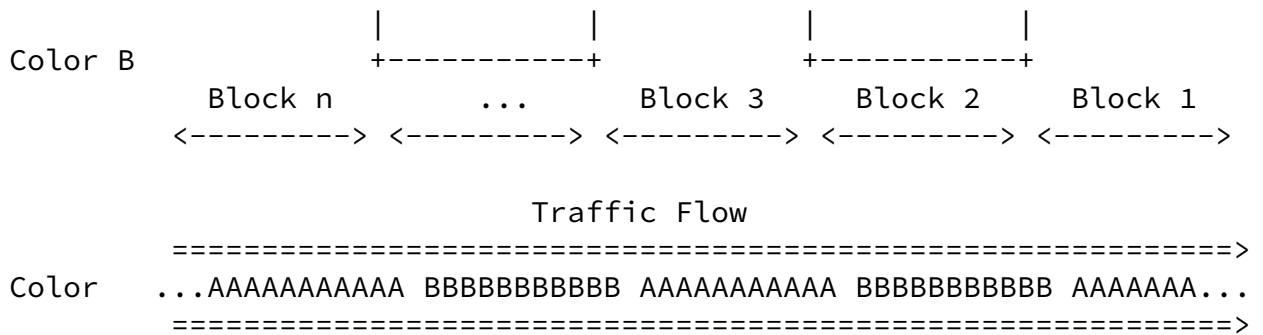 |           |           |           |
Color B             +-----------+           +-----------+
           Block n        ...     Block 3     Block 2     Block 1
         <---------> <---------> <---------> <---------> <--------->
                             Traffic Flow
         ===========================================================>
Color   ...AAAAAAAAAAA BBBBBBBBBBB AAAAAAAAAAA BBBBBBBBBBB AAAAAAA...
         ===========================================================>